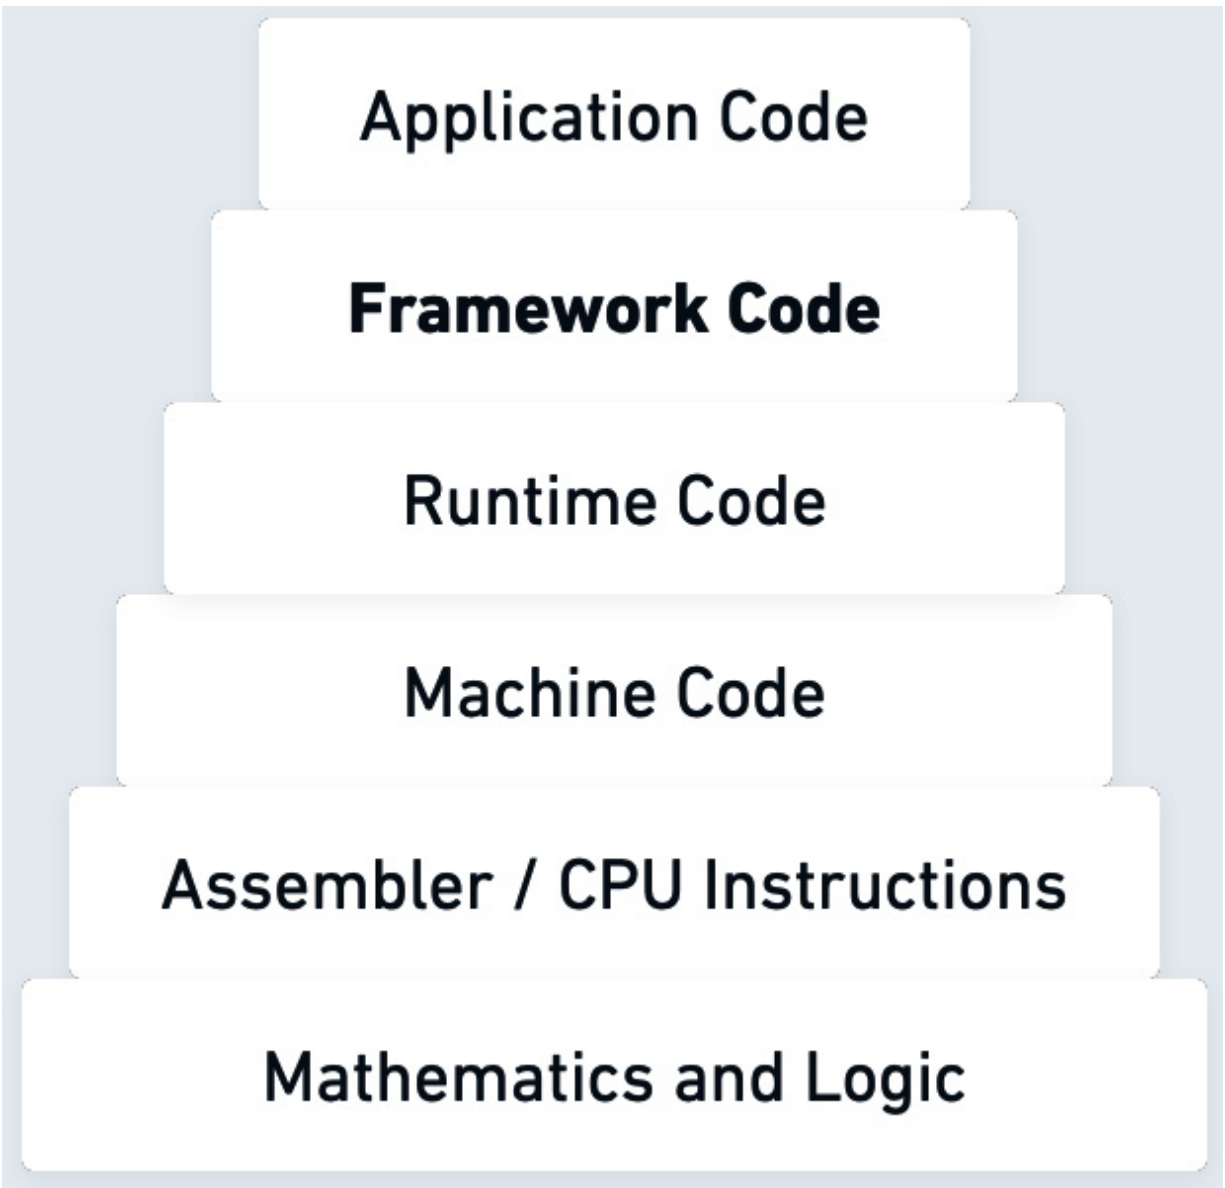 Application Code
Framework Code
Runtime Code
Machine Code
Assembler / CPU Instructions
Mathematics and Logic